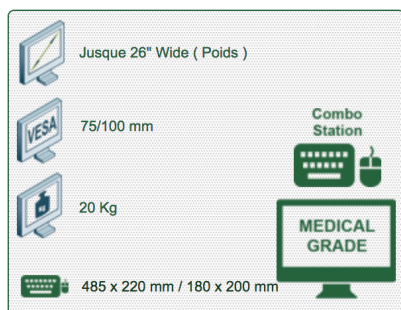 Jusque 26" Wide ( Poids )
VESA
75/100 mm
KG
20 Kg
485 x 220 mm / 180 x 200 mm
Combo
Station
MEDICAL
GRADE